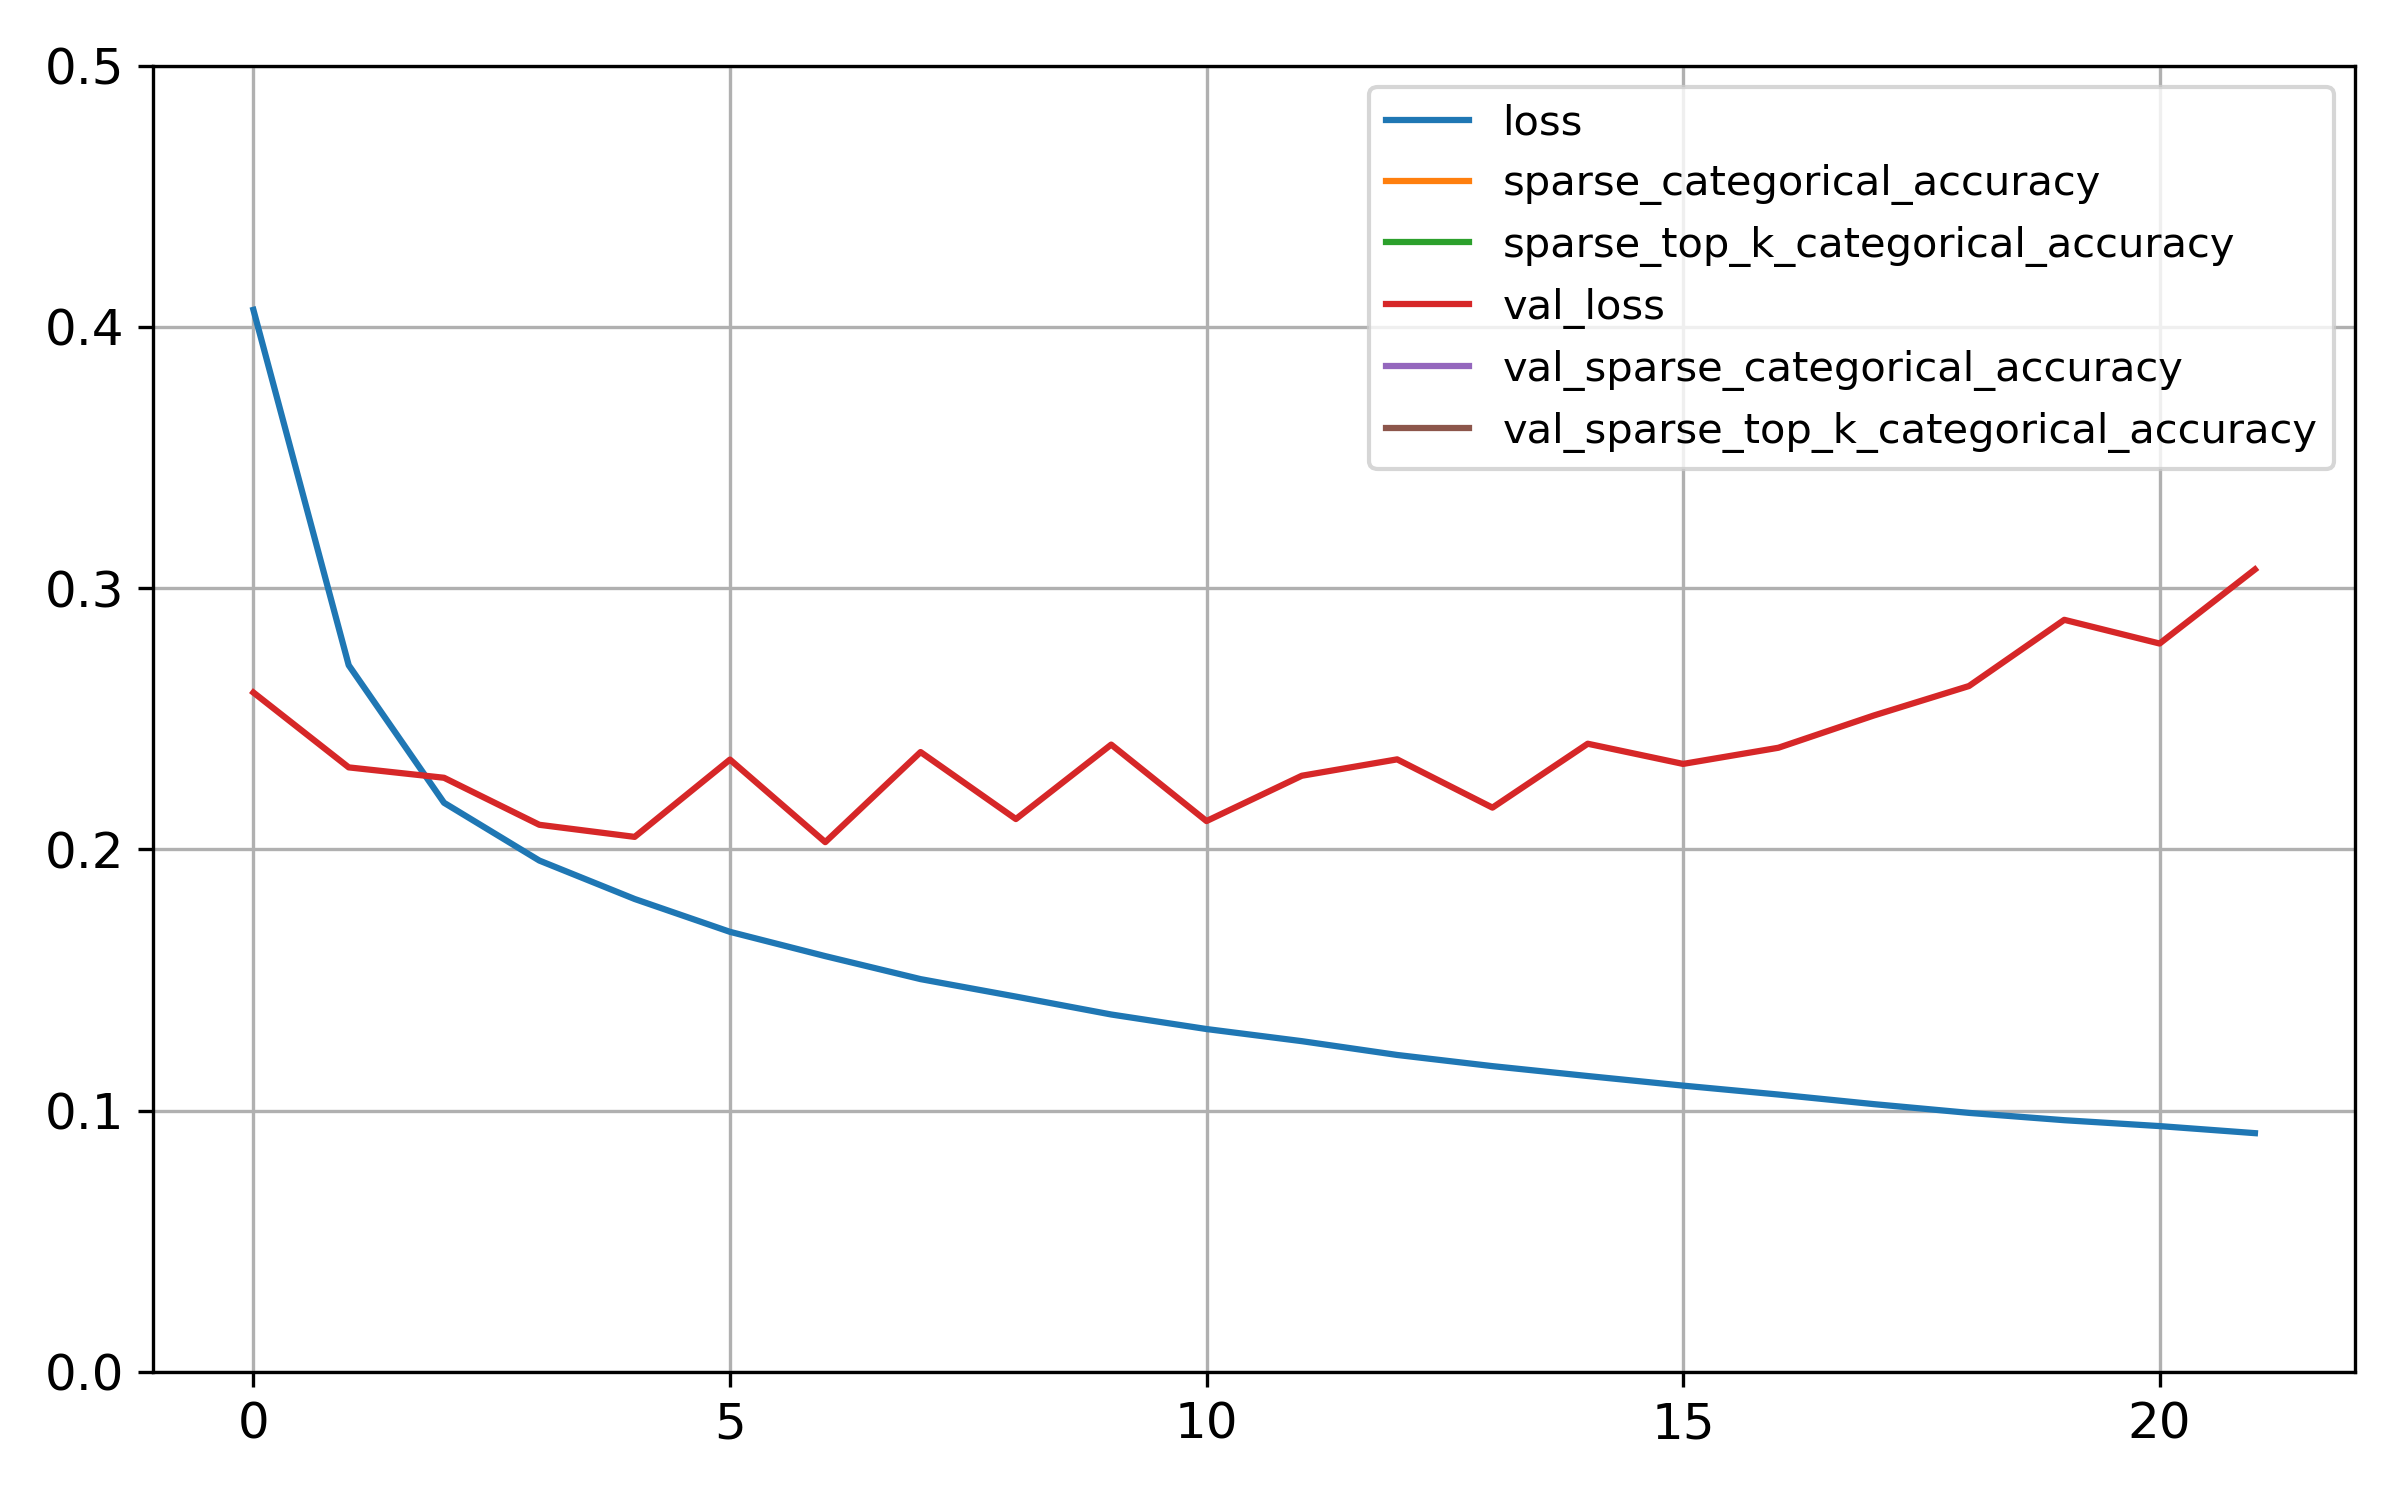 0.5
0.4
0.3
0.2
0.1
0.0
0 5 10 15 20
loss
sparse_categorical_accuracy
sparse_top_k_categorical_accuracy
val_loss
val_sparse_categorical_accuracy
val_sparse_top_k_categorical_accuracy